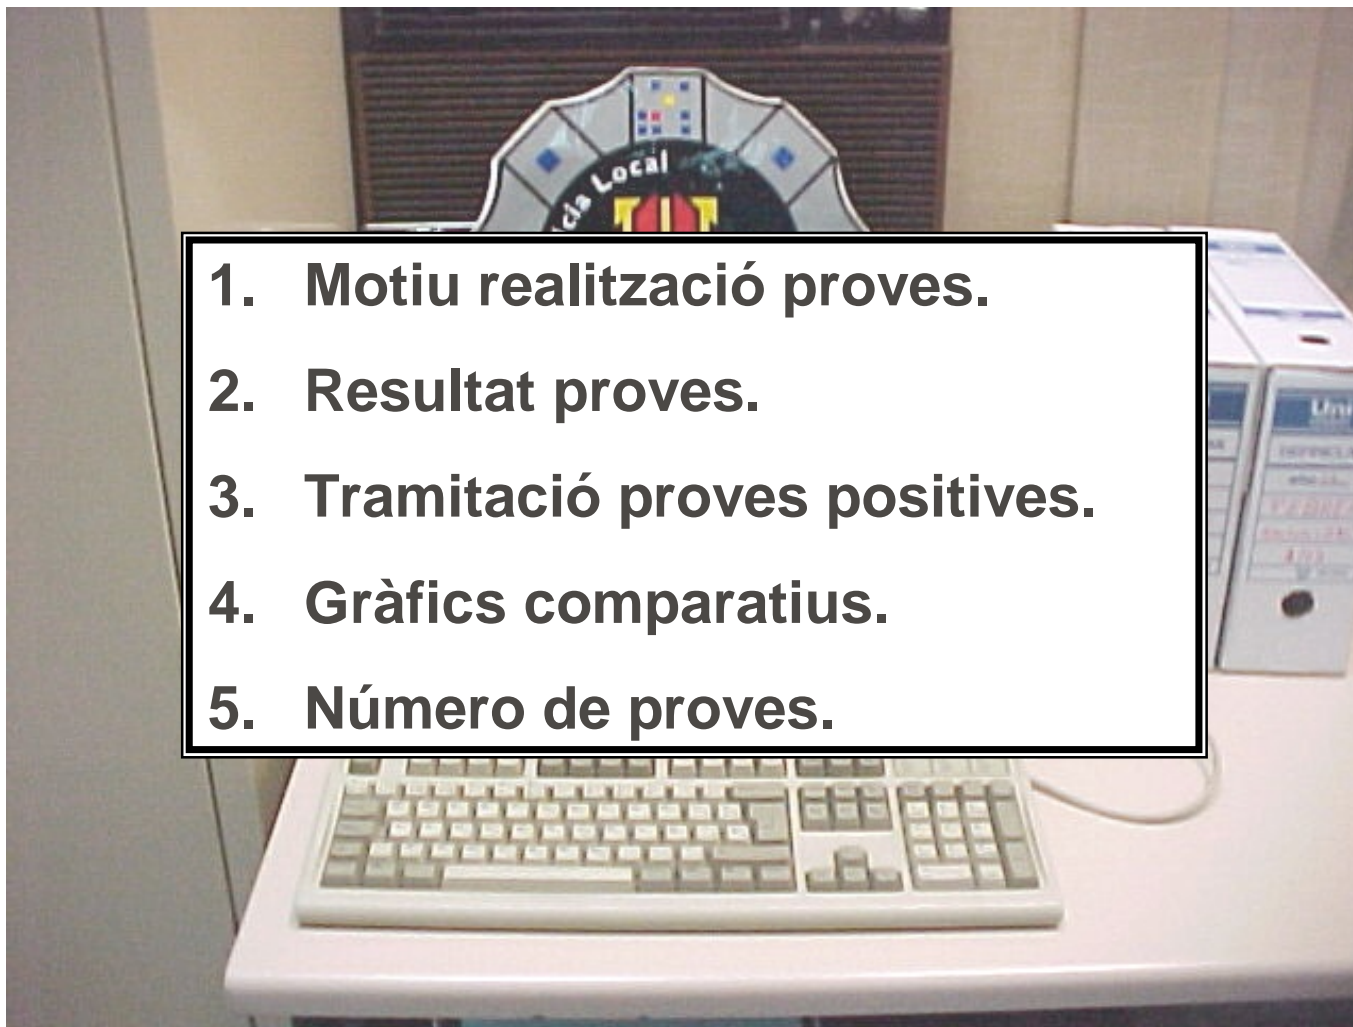 cia Local
1. Motiu realització proves.
2. Resultat proves.
3. Tramitació proves positives.
4. Gràfics comparatius.
5. Número de proves.